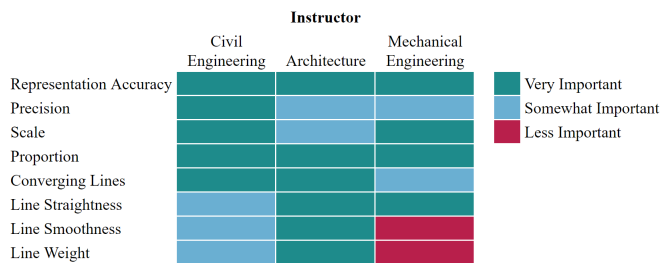 Instructor
Civil
Engineering
Architecture
Mechanical
Engineering
Representation Accuracy
Precision
Scale
Proportion
Converging Lines
Line Straightness
Line Smoothness
Line Weight
Very Important
Somewhat Important
Less Important